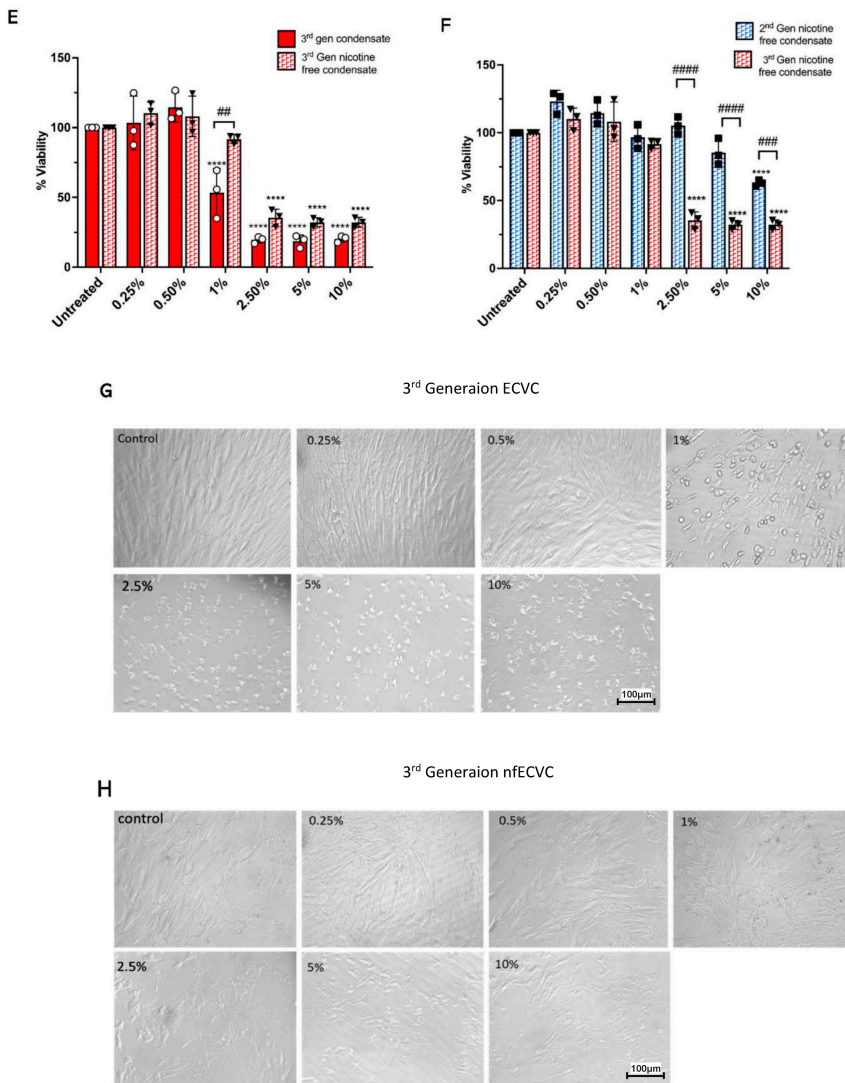 E
3rd gen condensate
3rd Gen nicotine
free condensate
% Viability
150
100
50
0
##
****
****
****
****
****
****
****
Untreated
0.25%
0.50%
1%
2.50%
5%
10%
F
2nd Gen nicotine
free condensate
3rd Gen nicotine
free condensate
% Viability
150
100
50
0
####
####
###
****
****
****
****
Untreated
0.25%
0.50%
1%
2.50%
5%
10%
G
3rd Generaion ECVC
Control
0.25%
0.5%
1%
2.5%
5%
10%
100µm
H
3rd Generaion nfECVC
control
0.25%
0.5%
1%
2.5%
5%
10%
100µm